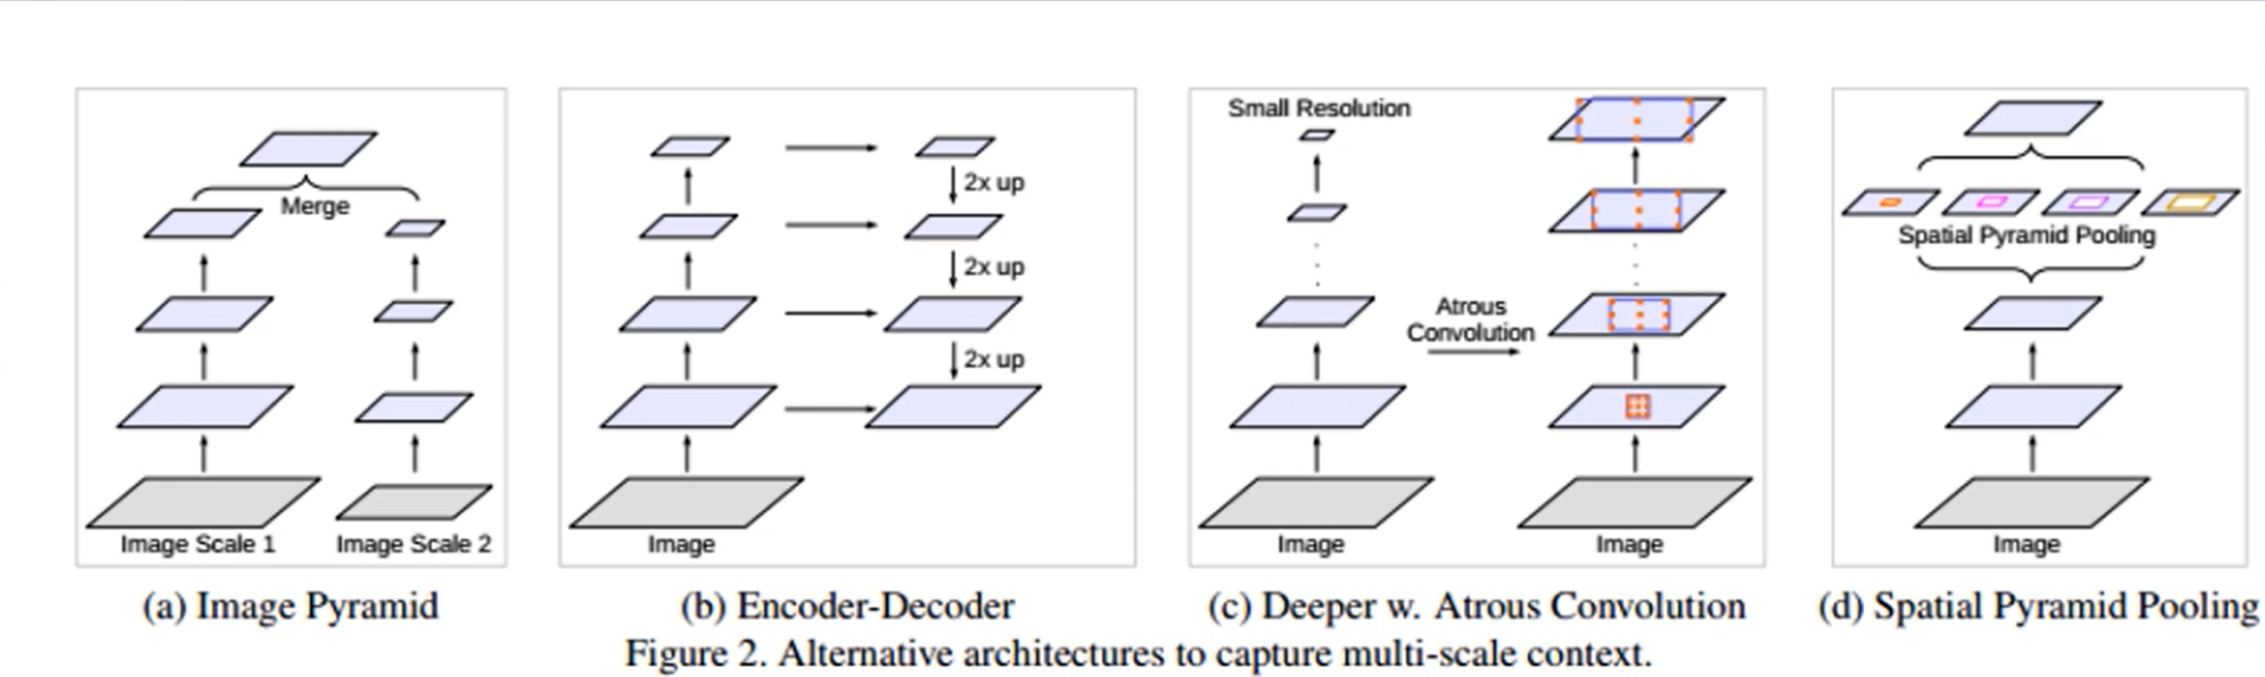 Merge
Image Scale 1
Image Scale 2
(a) Image Pyramid
2x up
2x up
2x up
Image
(b) Encoder-Decoder
Small Resolution
Atrous
Convolution
Image
Image
(c) Deeper w. Atrous Convolution
Spatial Pyramid Pooling
Image
(d) Spatial Pyramid Pooling
Figure 2. Alternative architectures to capture multi-scale context.